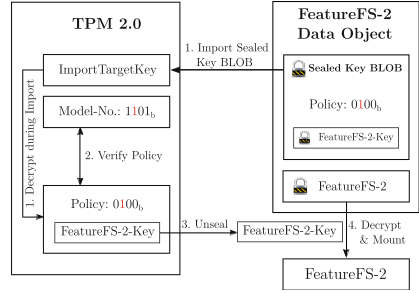 TPM 2.0
ImportTargetKey
Model-No.: 1101b
2. Verify Policy
Policy: 0100b
FeatureFS-2-Key
1. Decrypt during Import
1. Import Sealed
Key BLOB
3. Unseal
FeatureFS-2-Key
FeatureFS-2
Data Object
Sealed Key BLOB
Policy: 0100b
FeatureFS-2-Key
FeatureFS-2
4. Decrypt
& Mount
FeatureFS-2